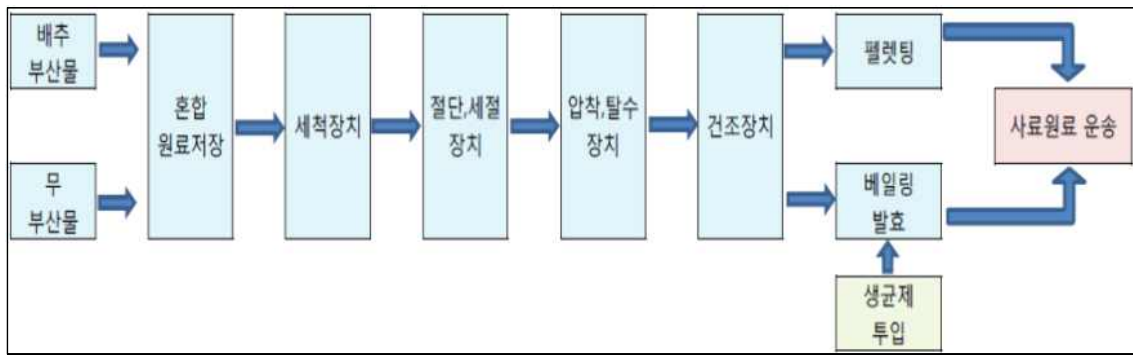 배추
부산물
무
부산물
혼합
원료저장
세척장치
절단,세절
장치
압착,탈수
장치
건조장치
펠렛팅
베일링
발효
생균제
투입
사료원료 운송